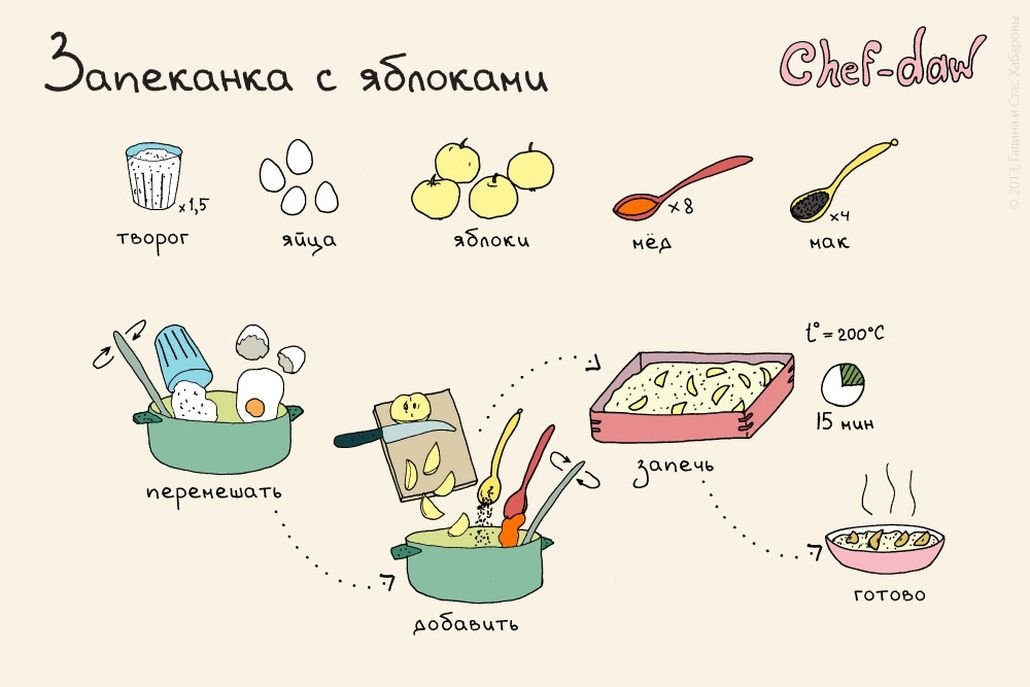 Запеканка с яблоками
Chef-daw
x1,5
творог
яйца
яблоки
x8
мёд
x4
мак
перемешать
добавить
t° = 200°C
15 мин
запечь
готово
© 2013, Галина и Стас Хабаровы